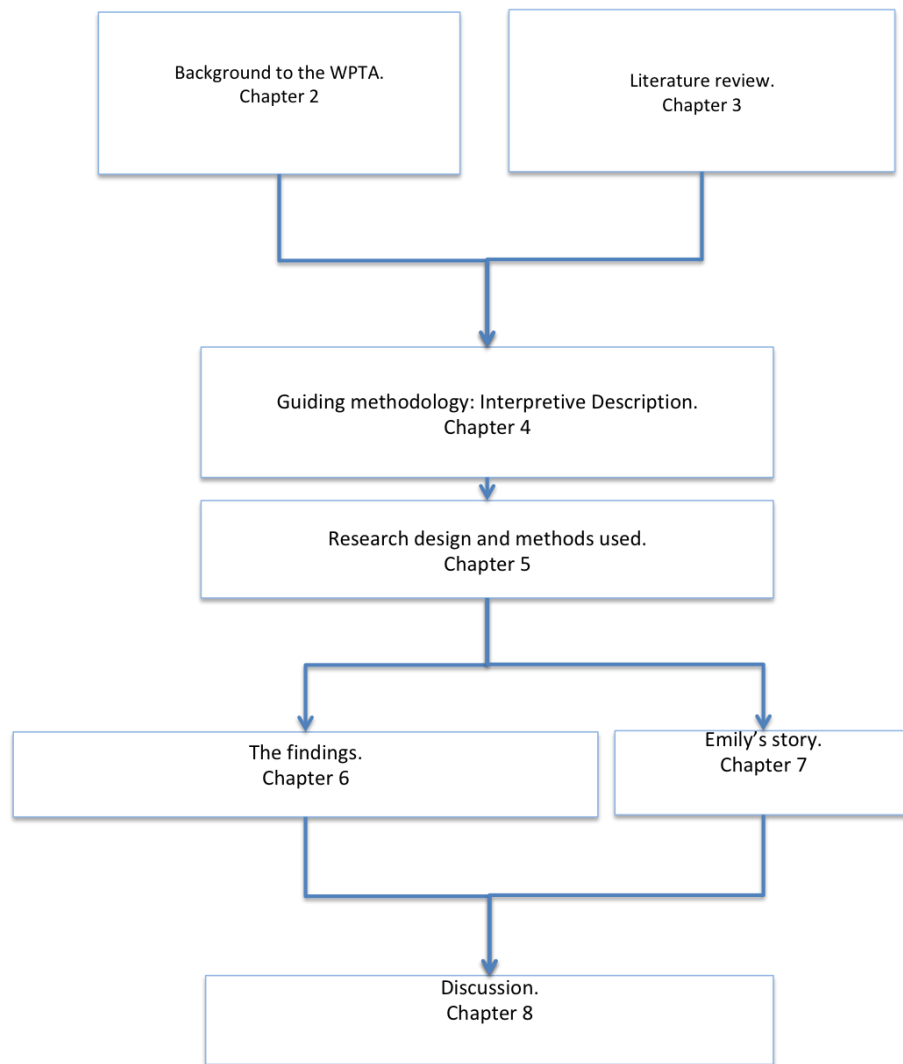 Background to the WPTA.
Chapter 2
Literature review.
Chapter 3
Guiding methodology: Interpretive Description.
Chapter 4
Research design and methods used.
Chapter 5
The findings.
Chapter 6
Emily’s story.
Chapter 7
Discussion.
Chapter 8